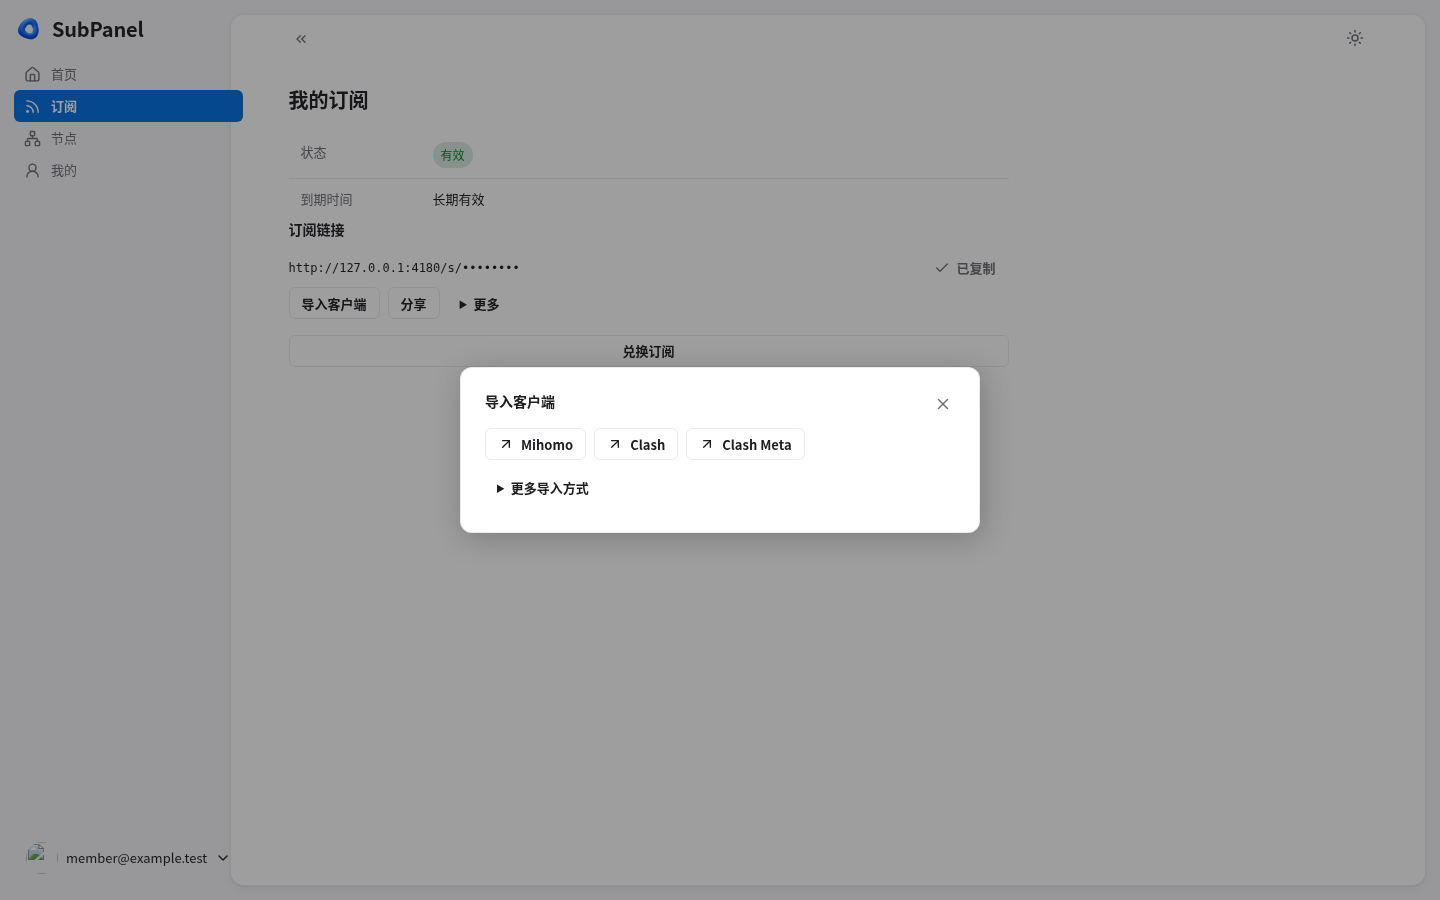 SubPanel
首页
订阅
节点
我的
member@example.test
我的订阅
状态 有效
到期时间 长期有效
订阅链接
http://127.0.0.1:4180/s/•••••••• 已复制
导入客户端 分享 更多
兑换订阅
导入客户端
Mihomo Clash Clash Meta
更多导入方式